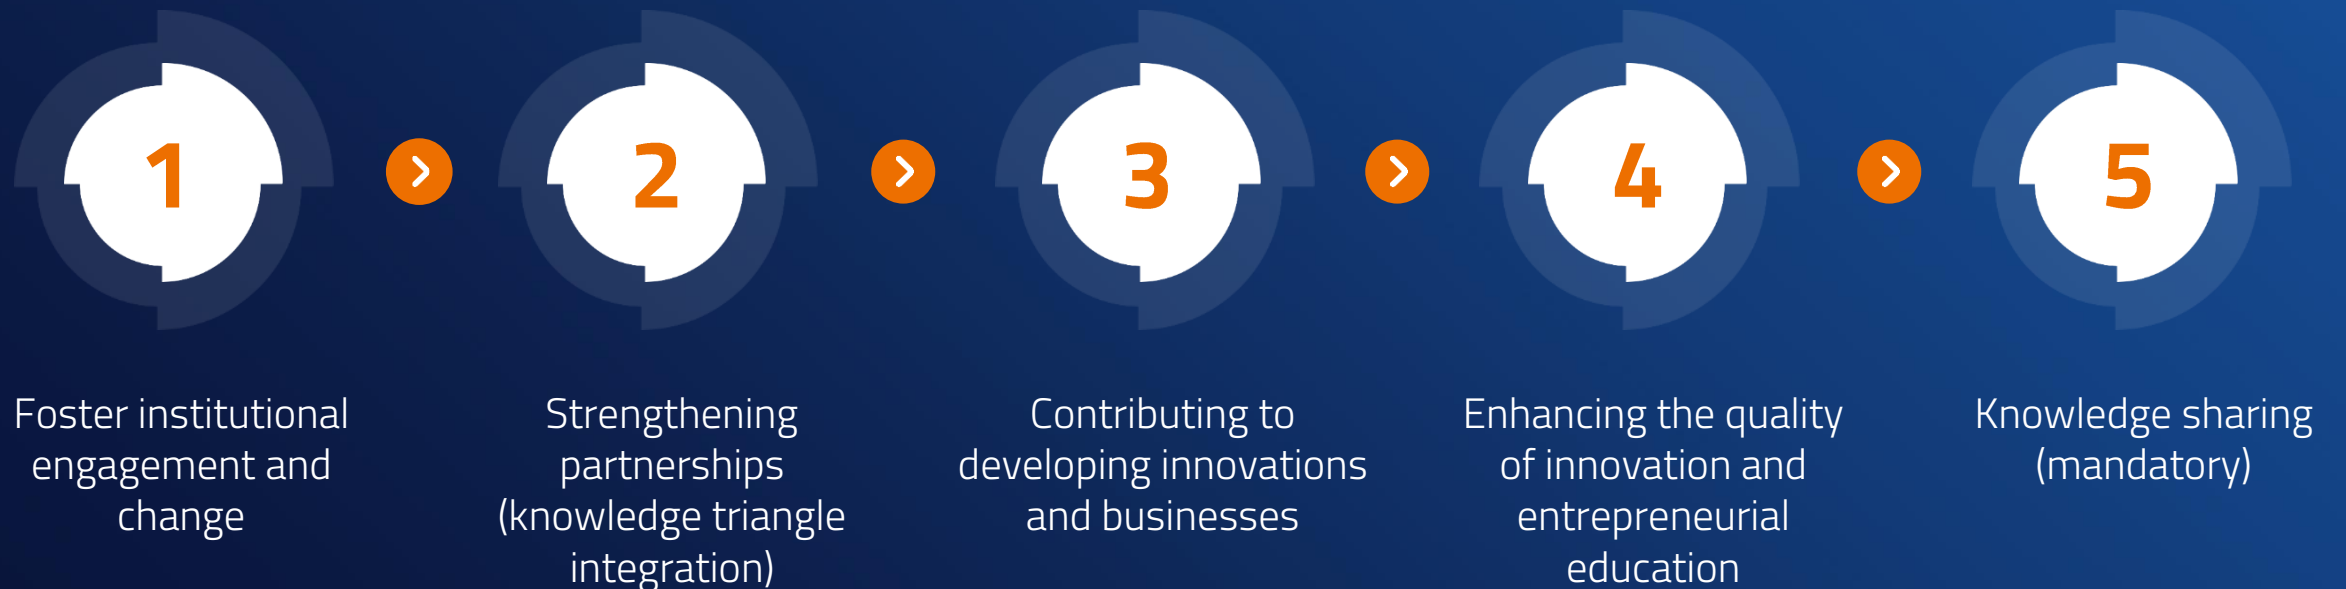 1
2
3
4
5
Foster institutional
engagement and
change
Strengthening
partnerships
(knowledge triangle
integration)
Contributing to
developing innovations
and businesses
Enhancing the quality
of innovation and
entrepreneurial
education
Knowledge sharing
(mandatory)